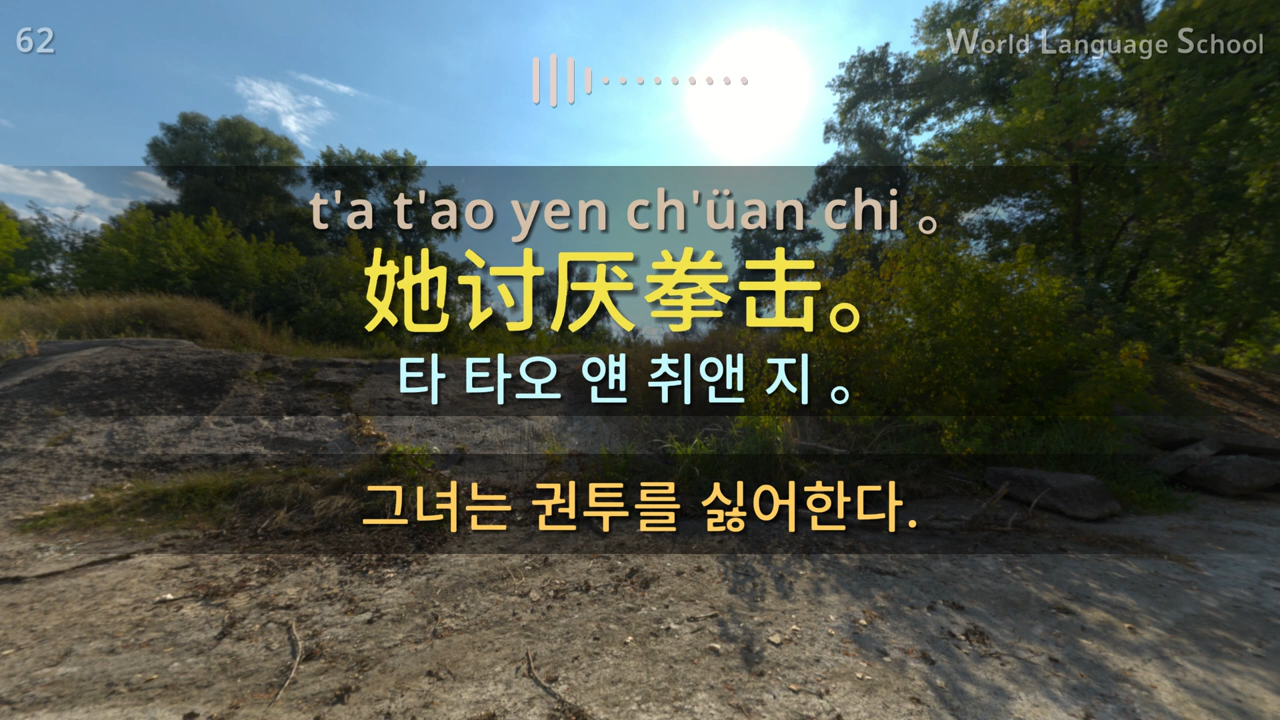 62
World Language School
t'a t'ao yen ch'üan chi 。
她讨厌拳击。
타 타오 얜 취앤 지 。
그녀는 권투를 싫어한다.